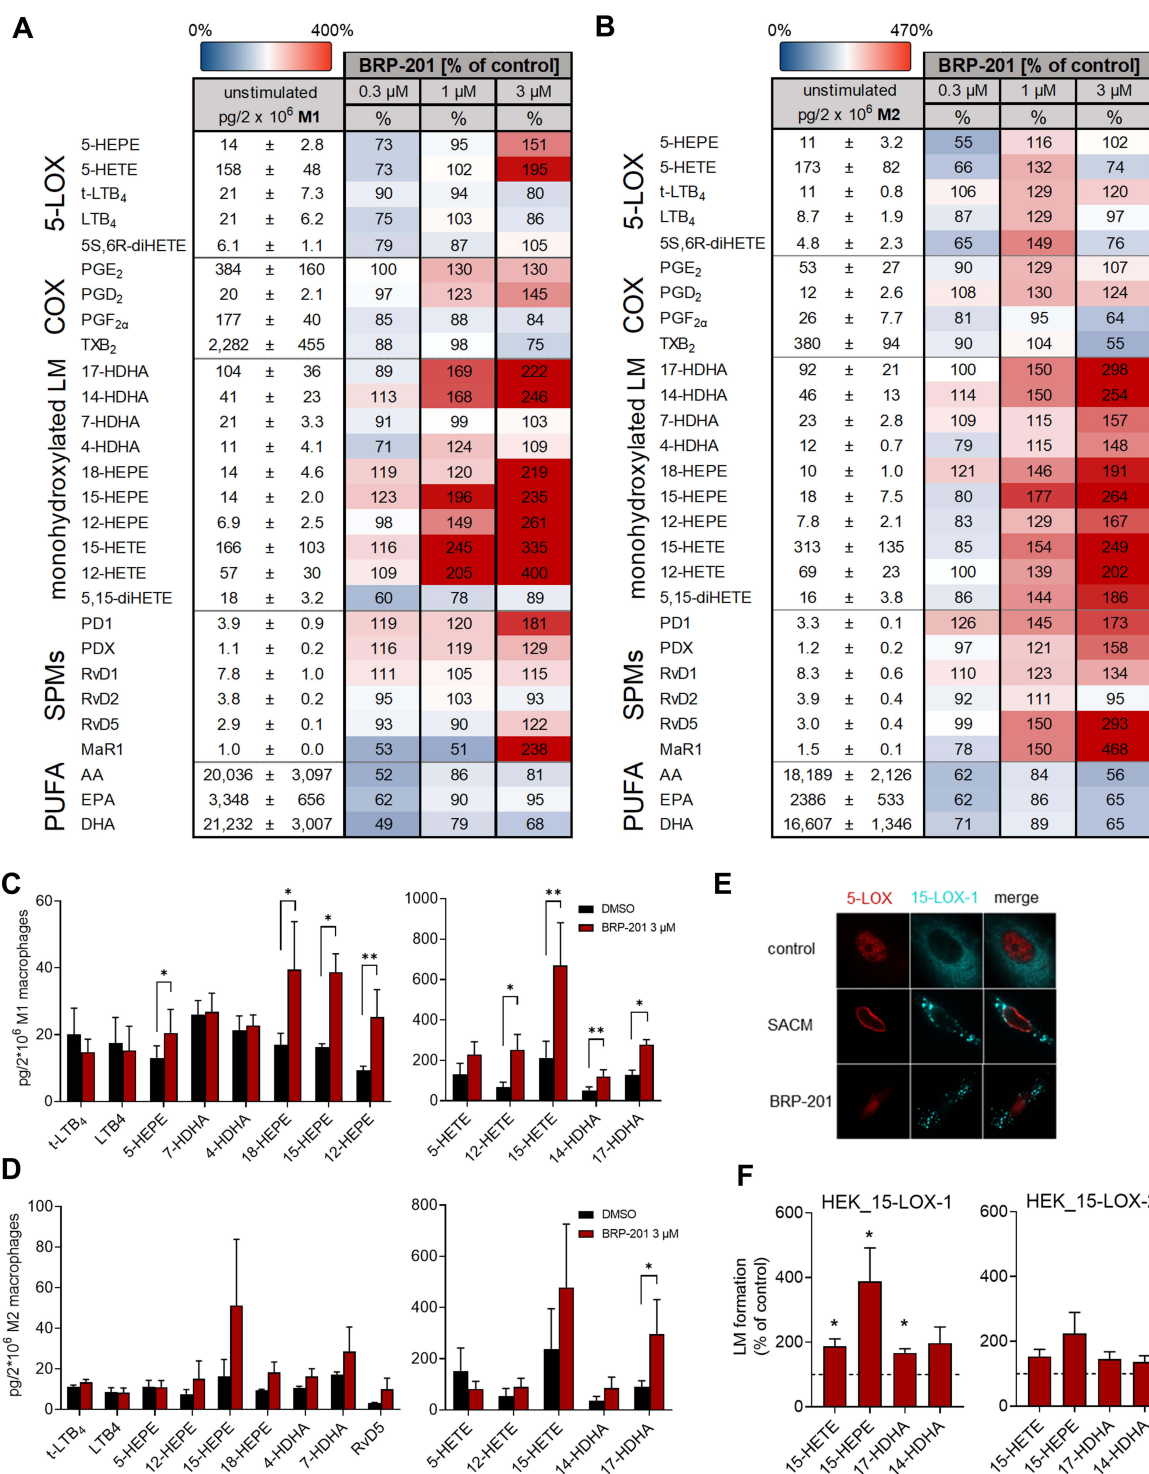 A
0% 400%
BRP-201 [% of control]
unstimulated 0.3 µM 1 µM 3 µM
pg/2 x 10⁶ M1 % % %
5-LOX
5-HEPE 14 ± 2.8 73 95 151
5-HETE 158 ± 48 73 102 195
t-LTB₄ 21 ± 7.3 90 94 80
LTB₄ 21 ± 6.2 75 103 86
5S,6R-diHETE 6.1 ± 1.1 79 87 105
COX
PGE₂ 384 ± 160 100 130 130
PGD₂ 20 ± 2.1 97 123 145
PGF₂α 177 ± 40 85 88 84
TXB₂ 2,282 ± 455 88 98 75
monohydroxylated LM
17-HDHA 104 ± 36 89 169 222
14-HDHA 41 ± 23 113 168 246
7-HDHA 21 ± 3.3 91 99 103
4-HDHA 11 ± 4.1 71 124 109
18-HEPE 14 ± 4.6 119 120 219
15-HEPE 14 ± 2.0 123 196 235
12-HEPE 6.9 ± 2.5 98 149 261
15-HETE 166 ± 103 116 245 335
12-HETE 57 ± 30 109 205 400
5,15-diHETE 18 ± 3.2 60 78 89
SPMs
PD1 3.9 ± 0.9 119 120 181
PDX 1.1 ± 0.2 116 119 129
RvD1 7.8 ± 1.0 111 105 115
RvD2 3.8 ± 0.2 95 103 93
RvD5 2.9 ± 0.1 93 90 122
MaR1 1.0 ± 0.0 53 51 238
PUFA
AA 20,036 ± 3,097 52 86 81
EPA 3,348 ± 656 62 90 95
DHA 21,232 ± 3,007 49 79 68
B
0% 470%
BRP-201 [% of control]
unstimulated 0.3 µM 1 µM 3 µM
pg/2 x 10⁶ M2 % % %
5-LOX
5-HEPE 11 ± 3.2 55 116 102
5-HETE 173 ± 82 66 132 74
t-LTB₄ 11 ± 0.8 106 129 120
LTB₄ 8.7 ± 1.9 87 129 97
5S,6R-diHETE 4.8 ± 2.3 65 149 76
COX
PGE₂ 53 ± 27 90 129 107
PGD₂ 12 ± 2.6 108 130 124
PGF₂α 26 ± 7.7 81 95 64
TXB₂ 380 ± 94 90 104 55
monohydroxylated LM
17-HDHA 92 ± 21 100 150 298
14-HDHA 46 ± 13 114 150 254
7-HDHA 23 ± 2.8 109 115 157
4-HDHA 12 ± 0.7 79 115 148
18-HEPE 10 ± 1.0 121 146 191
15-HEPE 18 ± 7.5 80 177 264
12-HEPE 7.8 ± 2.1 83 129 167
15-HETE 313 ± 135 85 154 249
12-HETE 69 ± 23 100 139 202
5,15-diHETE 16 ± 3.8 86 144 186
SPMs
PD1 3.3 ± 0.1 126 145 173
PDX 1.2 ± 0.2 97 121 158
RvD1 8.3 ± 0.6 110 123 134
RvD2 3.9 ± 0.4 92 111 95
RvD5 3.0 ± 0.4 99 150 293
MaR1 1.5 ± 0.1 78 150 468
PUFA
AA 18,189 ± 2,126 62 84 56
EPA 2386 ± 533 62 86 65
DHA 16,607 ± 1,346 71 89 65
C
pg/2*10⁶ M1 macrophages
60
40
20
0
* * * **
t-LTB₄ LTB4 5-HEPE 7-HDHA 4-HDHA 18-HEPE 15-HEPE 12-HEPE
1000
800
600
400
200
0
DMSO
BRP-201 3 µM
* ** ** *
5-HETE 12-HETE 15-HETE 14-HDHA 17-HDHA
E
5-LOX 15-LOX-1 merge
control
SACM
BRP-201
D
pg/2*10⁶ M2 macrophages
100
80
60
40
20
0
t-LTB₄ LTB4 5-HEPE 12-HEPE 15-HEPE 18-HEPE 4-HDHA 7-HDHA RvD5
800
600
400
200
0
DMSO
BRP-201 3 µM
*
5-HETE 12-HETE 15-HETE 14-HDHA 17-HDHA
F
HEK_15-LOX-1
LM formation
(% of control)
600
400
200
0
* * *
15-HETE 15-HEPE 17-HDHA 14-HDHA
HEK_15-LOX-
600
400
200
0
15-HETE 15-HEPE 17-HDHA 14-HDHA